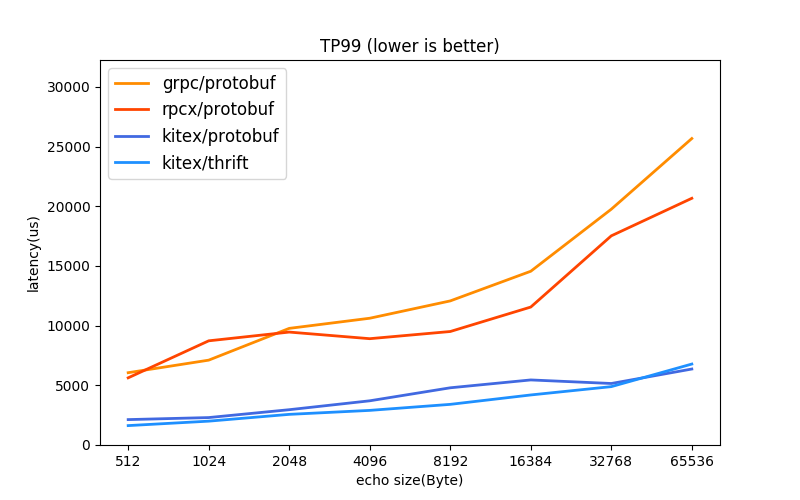 TP99 (lower is better)
grpc/protobuf
rpcx/protobuf
kitex/protobuf
kitex/thrift
30000
25000
20000
15000
10000
5000
0
latency(us)
512 1024 2048 4096 8192 16384 32768 65536
echo size(Byte)